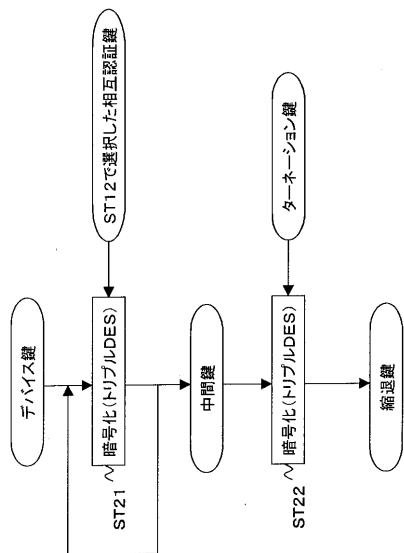 デバイス鍵
ST12で選択した相互認証鍵
暗号化(トリプルDES)
ST21
中間鍵
ターネーション鍵
暗号化(トリプルDES)
ST22
縮退鍵